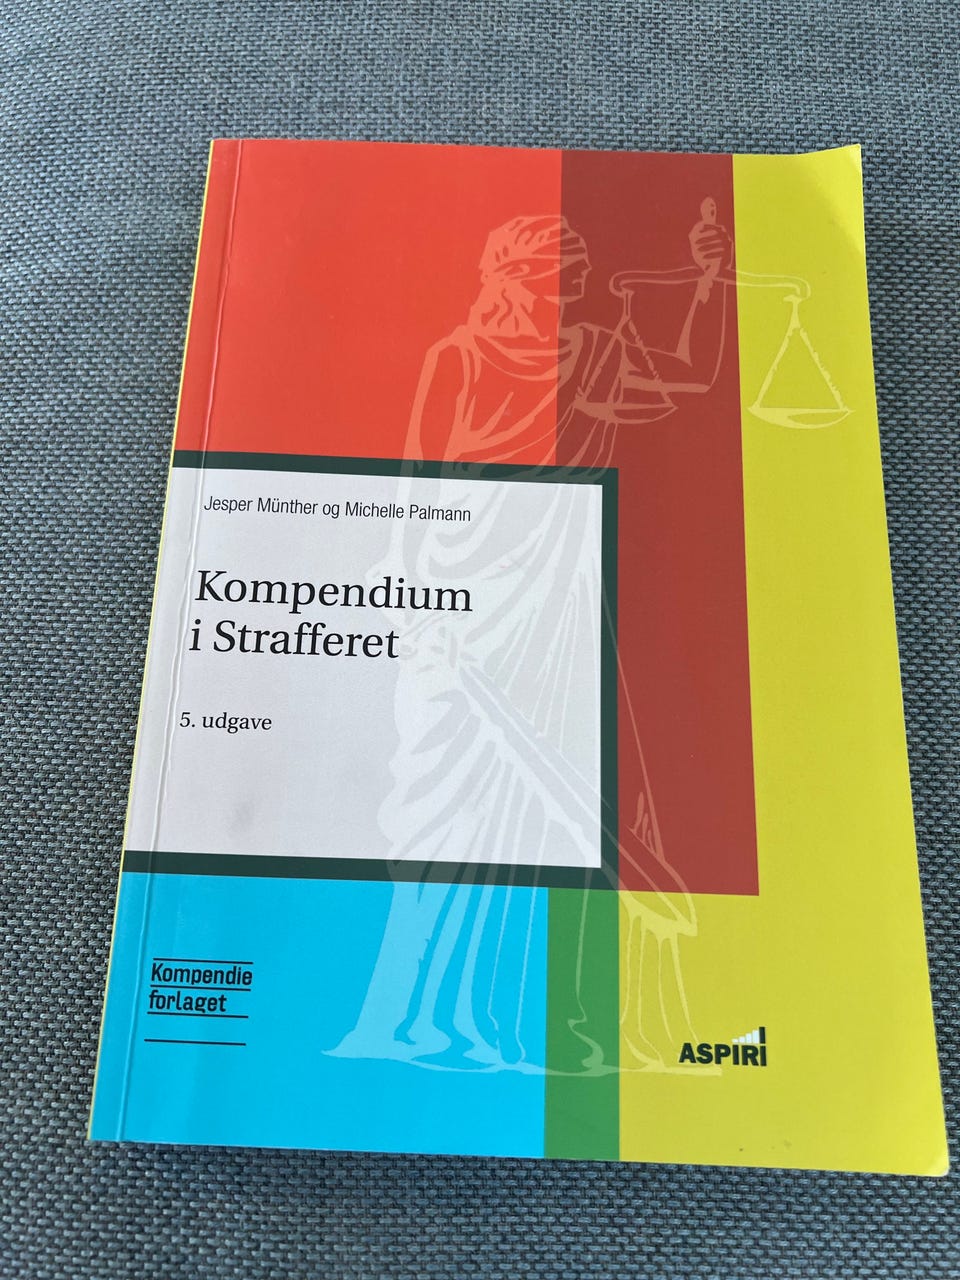 Jesper Münther og Michelle Palmann
Kompendium
i Strafferet
5. udgave
Kompendie
forlaget
ASPIRI